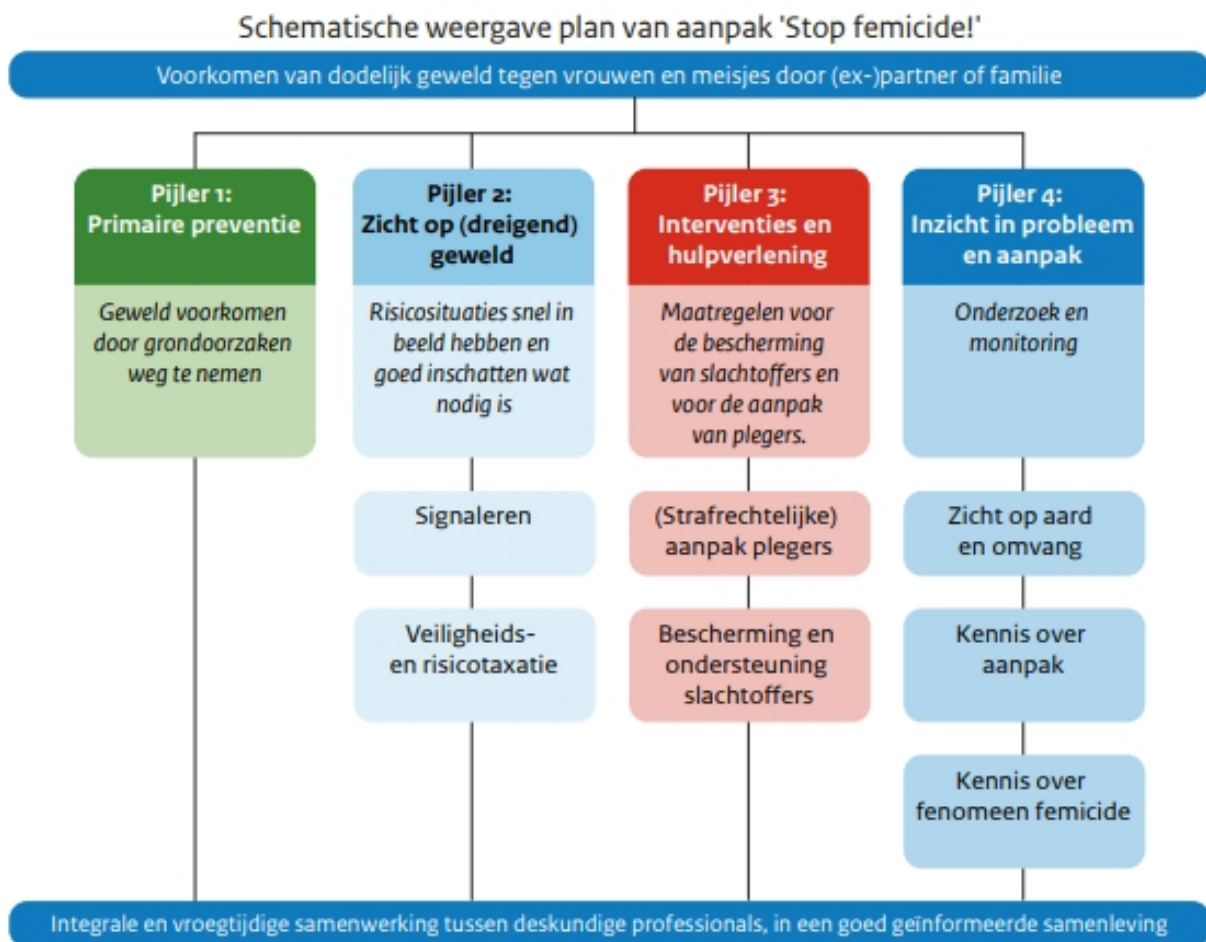 Schematische weergave plan van aanpak 'Stop femicide!'
Voorkomen van dodelijk geweld tegen vrouwen en meisjes door (ex-)partner of familie
Pijler 1:
Primaire preventie
Geweld voorkomen
door grondoorzaken
weg te nemen
Pijler 2:
Zicht op (dreigend)
geweld
Risicosituaties snel in
beeld hebben en
goed inschatten wat
nodig is
Signaleren
Veiligheids-
en risicotaxatie
Pijler 3:
Interventies en
hulpverlening
Maatregelen voor
de bescherming
van slachtoffers en
voor de aanpak
van plegers.
(Strafrechtelijke)
aanpak plegers
Bescherming en
ondersteuning
slachtoffers
Pijler 4:
Inzicht in probleem
en aanpak
Onderzoek en
monitoring
Zicht op aard
en omvang
Kennis over
aanpak
Kennis over
fenomeen femicide
Integrale en vroegtijdige samenwerking tussen deskundige professionals, in een goed geïnformeerde samenleving